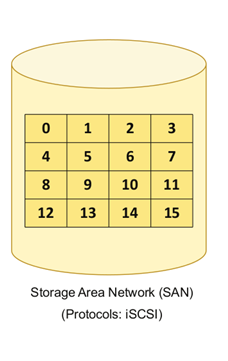 0 1 2 3
4 5 6 7
8 9 10 11
12 13 14 15
Storage Area Network (SAN)
(Protocols: iSCSI)